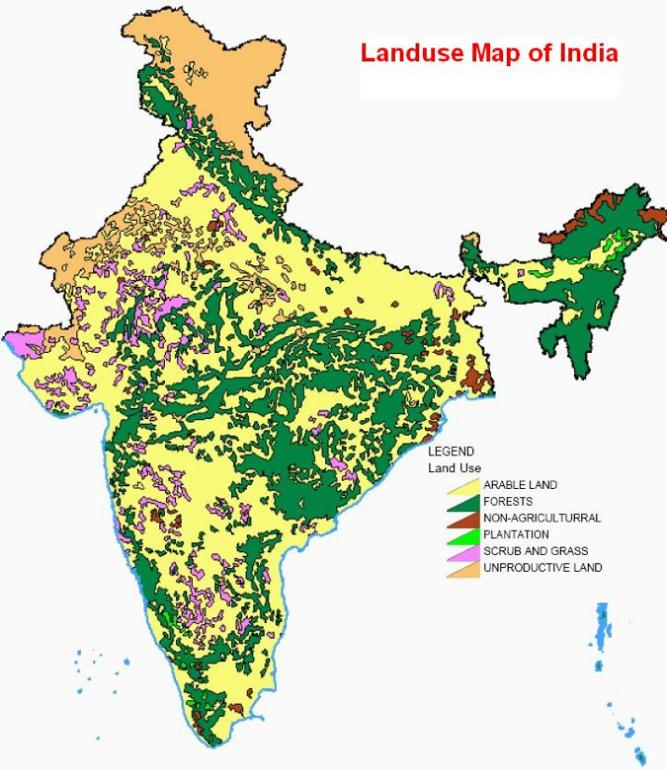 Landuse Map of India
LEGEND
Land Use
ARABLE LAND
FORESTS
NON-AGRICULTURRAL
PLANTATION
SCRUB AND GRASS
UNPRODUCTIVE LAND